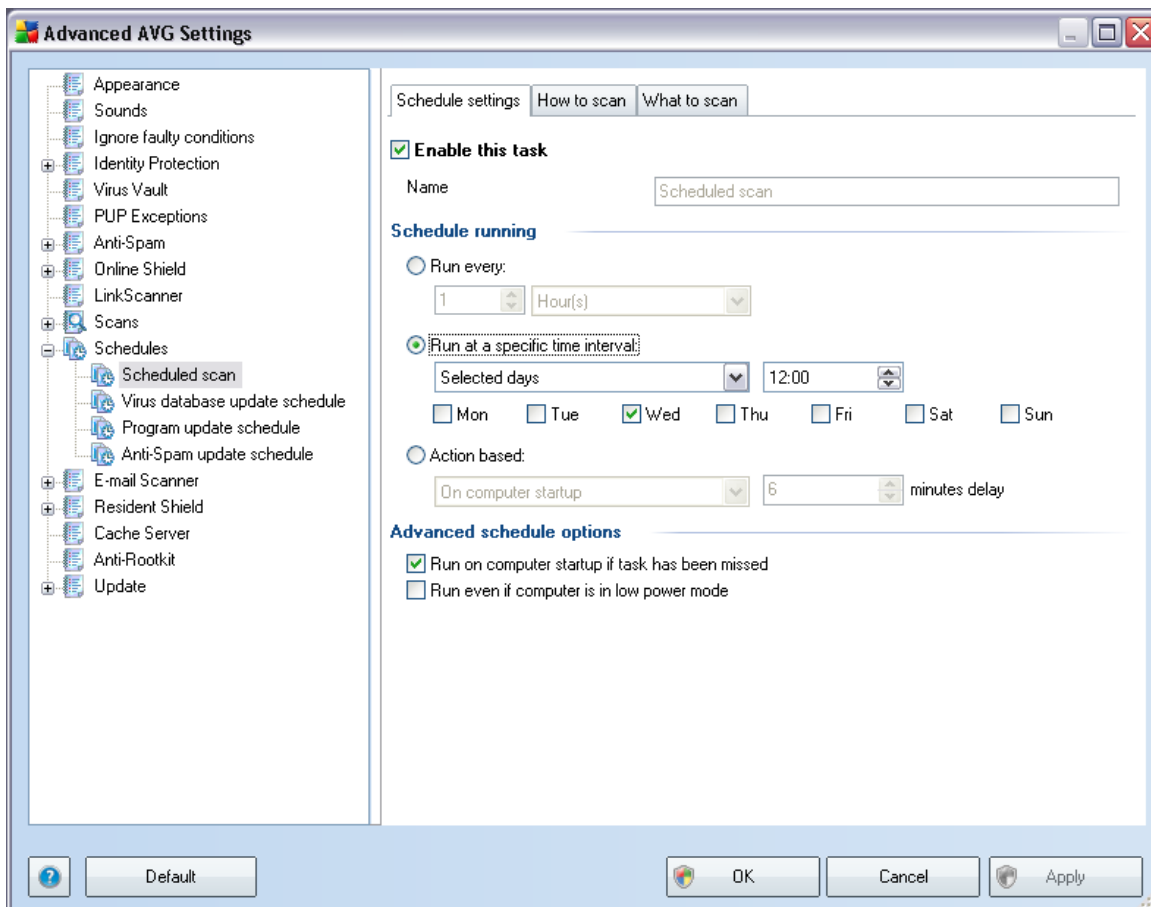 Advanced AVG Settings
Appearance
Sounds
Ignore faulty conditions
Identity Protection
Virus Vault
PUP Exceptions
Anti-Spam
Online Shield
LinkScanner
Scans
Schedules
Scheduled scan
Virus database update schedule
Program update schedule
Anti-Spam update schedule
E-mail Scanner
Resident Shield
Cache Server
Anti-Rootkit
Update
Schedule settings How to scan What to scan
Enable this task
Name Scheduled scan
Schedule running
Run every:
1 Hour(s)
Run at a specific time interval:
Selected days 12:00
Mon Tue Wed Thu Fri Sat Sun
Action based:
On computer startup 6 minutes delay
Advanced schedule options
Run on computer startup if task has been missed
Run even if computer is in low power mode
? Default OK Cancel Apply